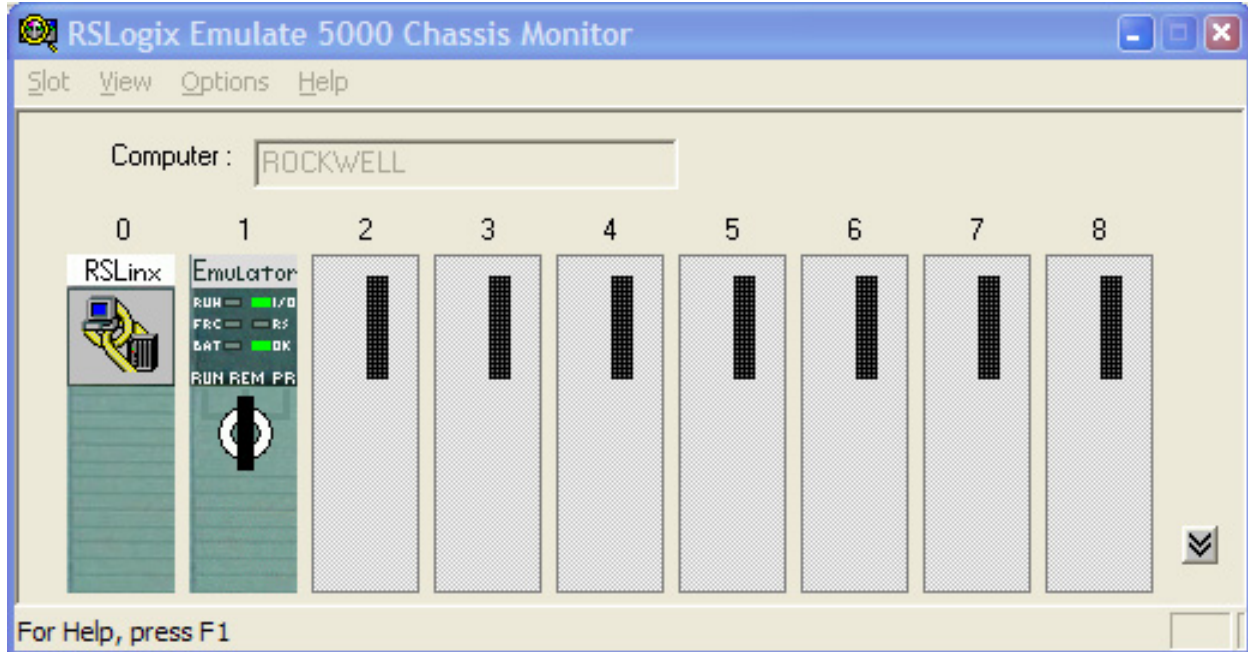 RSLogix Emulate 5000 Chassis Monitor
Slot View Options Help
Computer : ROCKWELL
0 1 2 3 4 5 6 7 8
RSLinx Emulator
RUN I/O
FRC RS
BAT OK
RUN REM PR
For Help, press F1